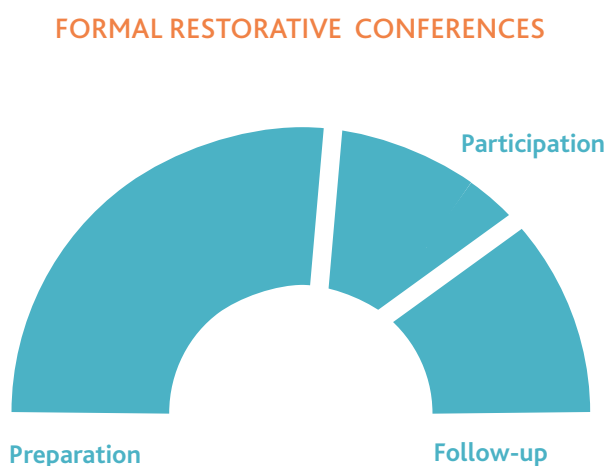 FORMAL RESTORATIVE CONFERENCES
Participation
Preparation
Follow-up